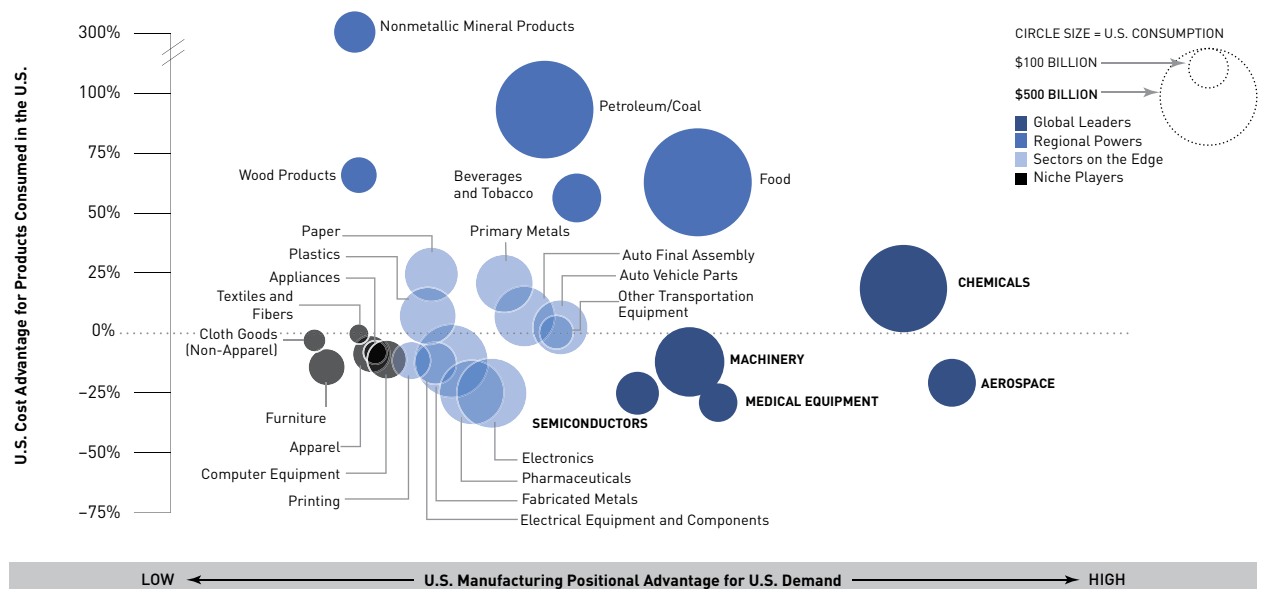 U.S. Cost Advantage for Products Consumed in the U.S.
300%
100%
75%
50%
25%
0%
−25%
−50%
−75%
Nonmetallic Mineral Products
Petroleum/Coal
Wood Products
Beverages
and Tobacco
Food
Paper
Plastics
Appliances
Textiles and
Fibers
Cloth Goods
(Non-Apparel)
Primary Metals
Auto Final Assembly
Auto Vehicle Parts
Other Transportation
Equipment
CHEMICALS
MACHINERY
AEROSPACE
MEDICAL EQUIPMENT
SEMICONDUCTORS
Furniture
Apparel
Computer Equipment
Printing
Electronics
Pharmaceuticals
Fabricated Metals
Electrical Equipment and Components
CIRCLE SIZE = U.S. CONSUMPTION
$100 BILLION
$500 BILLION
Global Leaders
Regional Powers
Sectors on the Edge
Niche Players
LOW
U.S. Manufacturing Positional Advantage for U.S. Demand
HIGH